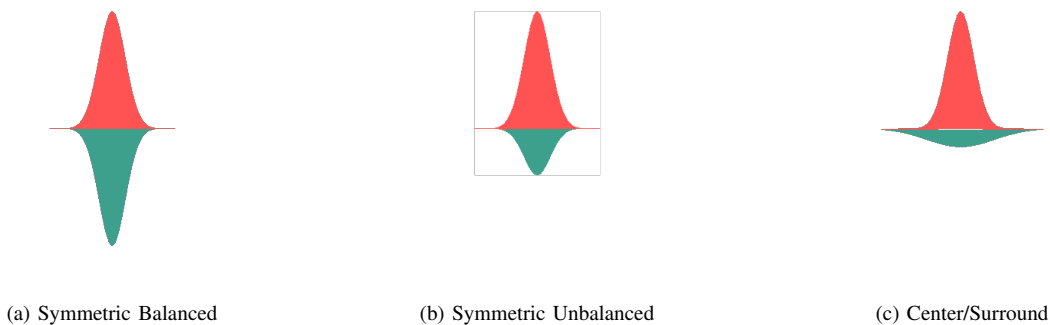 (a) Symmetric Balanced
(b) Symmetric Unbalanced
(c) Center/Surround